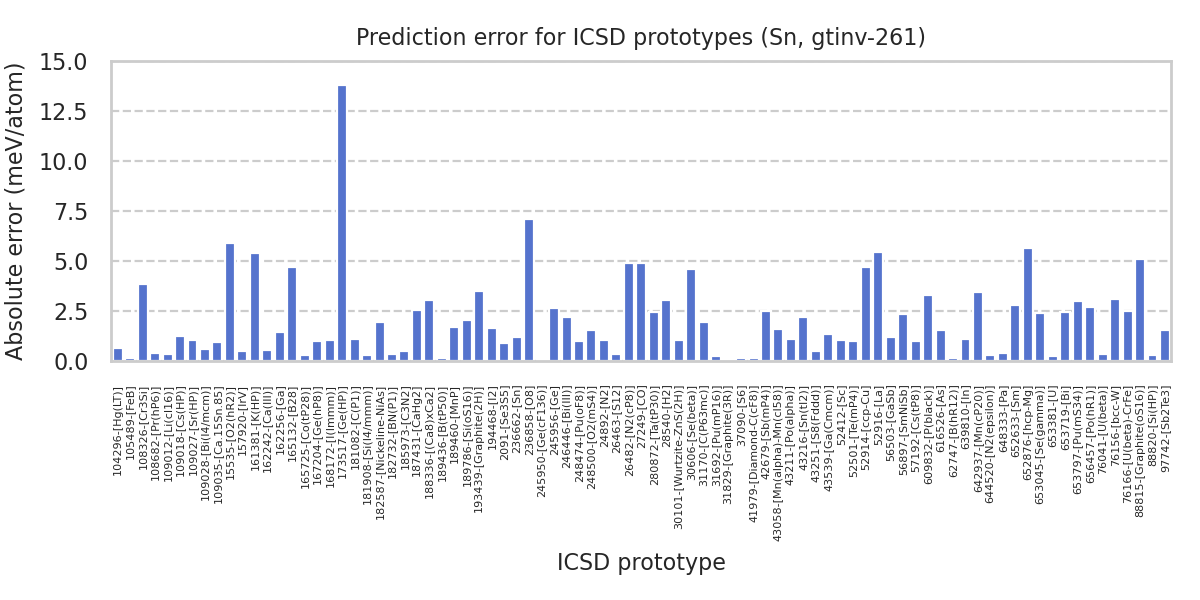 Prediction error for ICSD prototypes (Sn, gtinv-261)
Absolute error (meV/atom)
15.0
12.5
10.0
7.5
5.0
2.5
0.0
104296-[Hg(LT)]
105489-[FeB]
108326-[Cr3Si]
108682-[Pr(hP6)]
109012-[Li(cI16)]
109018-[Cs(HP)]
109027-[Sr(HP)]
109028-[Bi(I4/mcm)]
109035-[Ca.15Sn.85]
15535-[O2(hR2)]
157920-[IrV]
161381-[K(HP)]
162242-[Ca(III)]
162256-[Ga]
165132-[B28]
165725-[Co(tP28)]
167204-[Ge(hP8)]
168172-[I(Immm)]
173517-[Ge(HP)]
181082-[C(P1)]
181908-[Si(I4/mmm)]
182587-[Nickeline-NiAs]
182732-[BN(P1)]
185973-[C3N2]
187431-[CaHg2]
188336-[(Ca8)xCa2]
189436-[B(tP50)]
189460-[MnP]
189786-[Si(oS16)]
193439-[Graphite(2H)]
194468-[I2]
2091-[Se3S5]
236662-[Sn]
236858-[O8]
245950-[Ge(cF136)]
245956-[Ge]
246446-[Bi(III)]
248474-[Pu(oF8)]
248500-[O2(mS4)]
24892-[N2]
26463-[S12]
26482-[N2(cP8)]
27249-[CO]
280872-[Ta(tP30)]
28540-[H2]
30101-[Wurtzite-ZnS(2H)]
30606-[Se(beta)]
31170-[C(P63mc)]
31692-[Pu(mP16)]
31829-[Graphite(3R)]
37090-[S6]
41979-[Diamond-C(cF8)]
42679-[Sb(mP4)]
43058-[Mn(alpha)-Mn(cI58)]
43211-[Po(alpha)]
43216-[Sn(tI2)]
43251-[S8(Fddd)]
43539-[Ga(Cmcm)]
52412-[Sc]
52501-[Te(mP4)]
52914-[ccp-Cu]
52916-[La]
56503-[GaSb]
56897-[SmNiSb]
57192-[Cs(tP8)]
609832-[P(black)]
616526-[As]
62747-[B(hR12)]
639810-[In]
642937-[Mn(cP20)]
644520-[N2(epsilon)]
648333-[Pa]
652633-[Sm]
652876-[hcp-Mg]
653045-[Se(gamma)]
653381-[U]
653719-[Bi]
653797-[Pu(mS34)]
656457-[Po(hR1)]
76041-[U(beta)]
76156-[bcc-W]
76166-[U(beta)-CrFe]
88815-[Graphite(oS16)]
88820-[Si(HP)]
97742-[Sb2Te3]
ICSD prototype